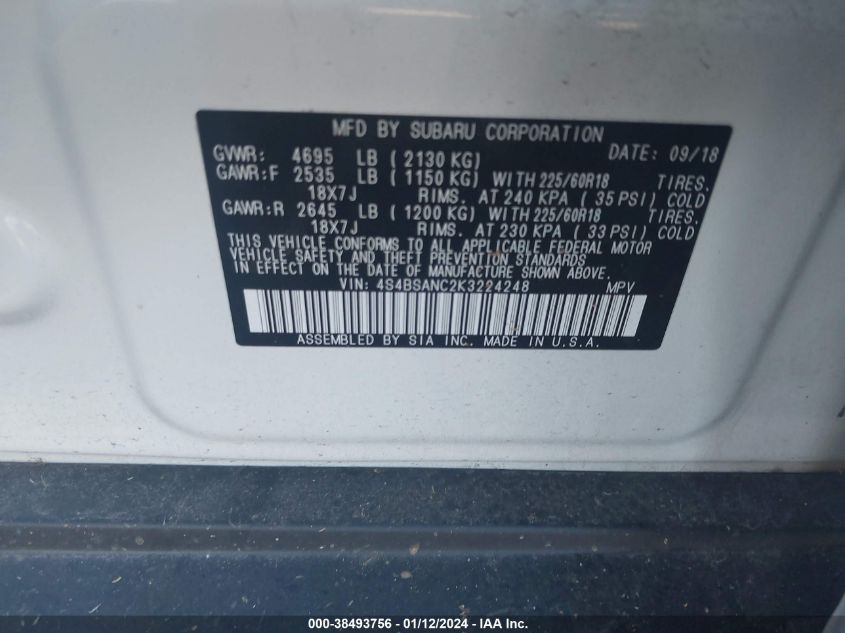 MFD BY SUBARU CORPORATION
GVWR: 4695 LB ( 2130 KG) DATE: 09/18
GAWR:F 2535 LB ( 1150 KG) WITH 225/60R18 TIRES.
18X7J RIMS. AT 240 KPA ( 35 PSI) COLD
GAWR:R 2645 LB ( 1200 KG) WITH 225/60R18 TIRES.
18X7J RIMS. AT 230 KPA ( 33 PSI) COLD
THIS VEHICLE CONFORMS TO ALL APPLICABLE FEDERAL MOTOR
VEHICLE SAFETY AND THEFT PREVENTION STANDARDS
IN EFFECT ON THE DATE OF MANUFACTURE SHOWN ABOVE.
VIN: 4S4BSANC2K3224248 MPV
ASSEMBLED BY SIA INC. MADE IN U.S.A.
000-38493756 - 01/12/2024 - IAA Inc.